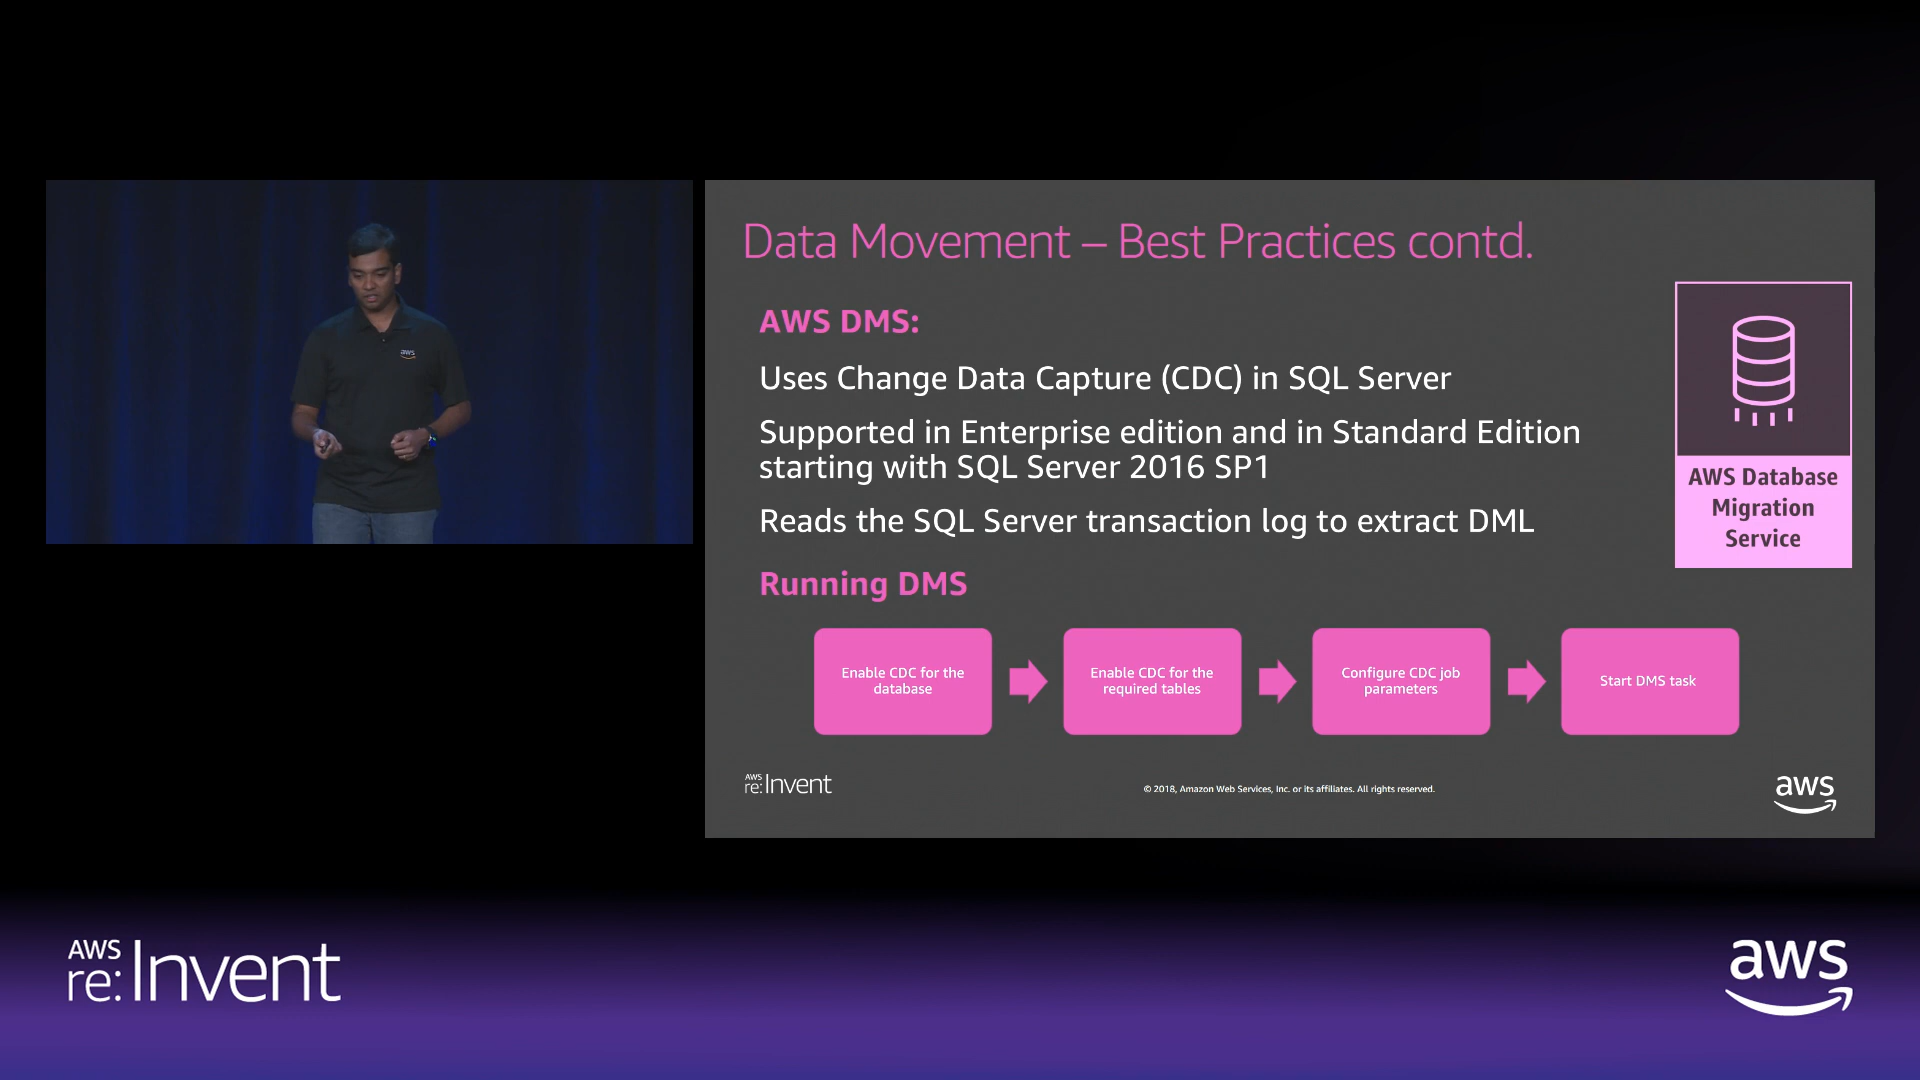 Data Movement – Best Practices contd.
AWS DMS:
Uses Change Data Capture (CDC) in SQL Server
Supported in Enterprise edition and in Standard Edition
starting with SQL Server 2016 SP1
Reads the SQL Server transaction log to extract DML
AWS Database
Migration
Service
Running DMS
Enable CDC for the
database
Enable CDC for the
required tables
Configure CDC job
parameters
Start DMS task
AWS
re:Invent
© 2018, Amazon Web Services, Inc. or its affiliates. All rights reserved.
aws
aws
AWS
re:Invent
aws